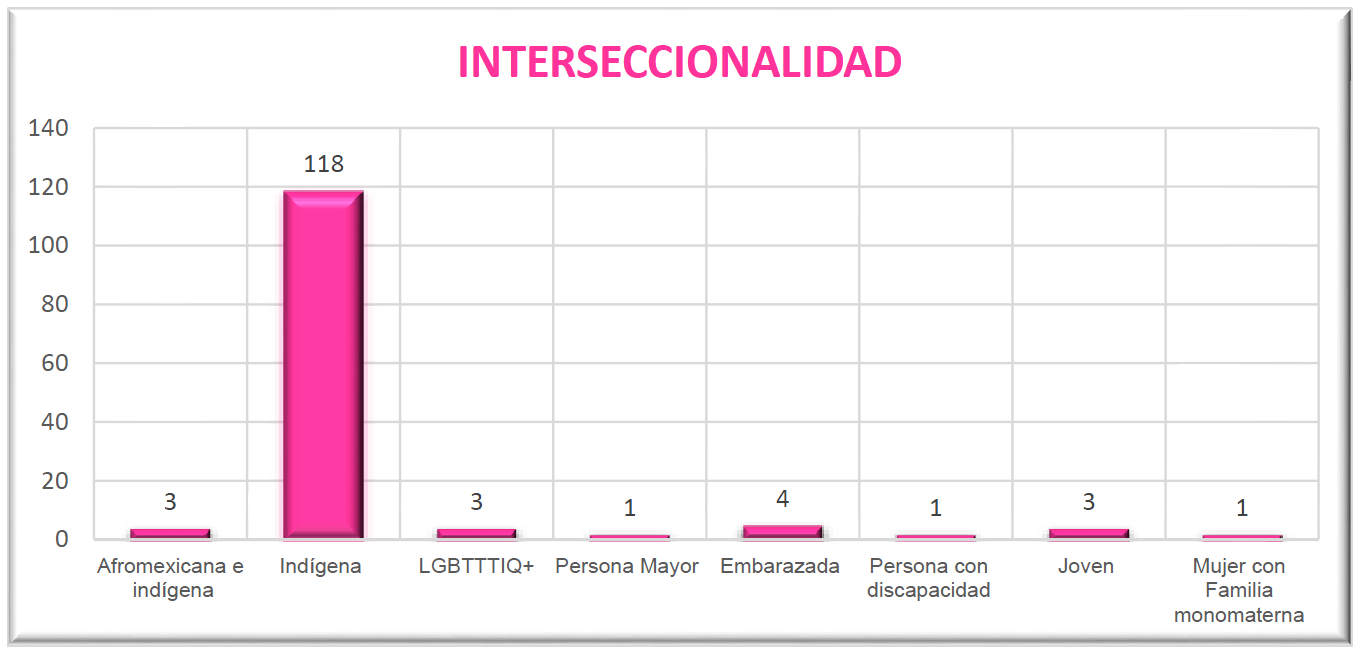 INTERSECCIONALIDAD
140
120
100
80
60
40
20
0
3
118
3
1
4
1
3
1
Afromexicana e
indígena
Indígena
LGBTTTIQ+
Persona Mayor
Embarazada
Persona con
discapacidad
Joven
Mujer con
Familia
monomaterna